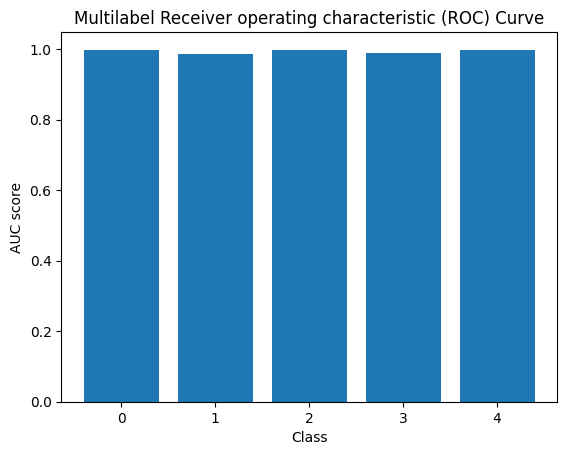 Multilabel Receiver operating characteristic (ROC) Curve
1.0
0.8
0.6
0.4
0.2
0.0
AUC score
0 1 2 3 4
Class